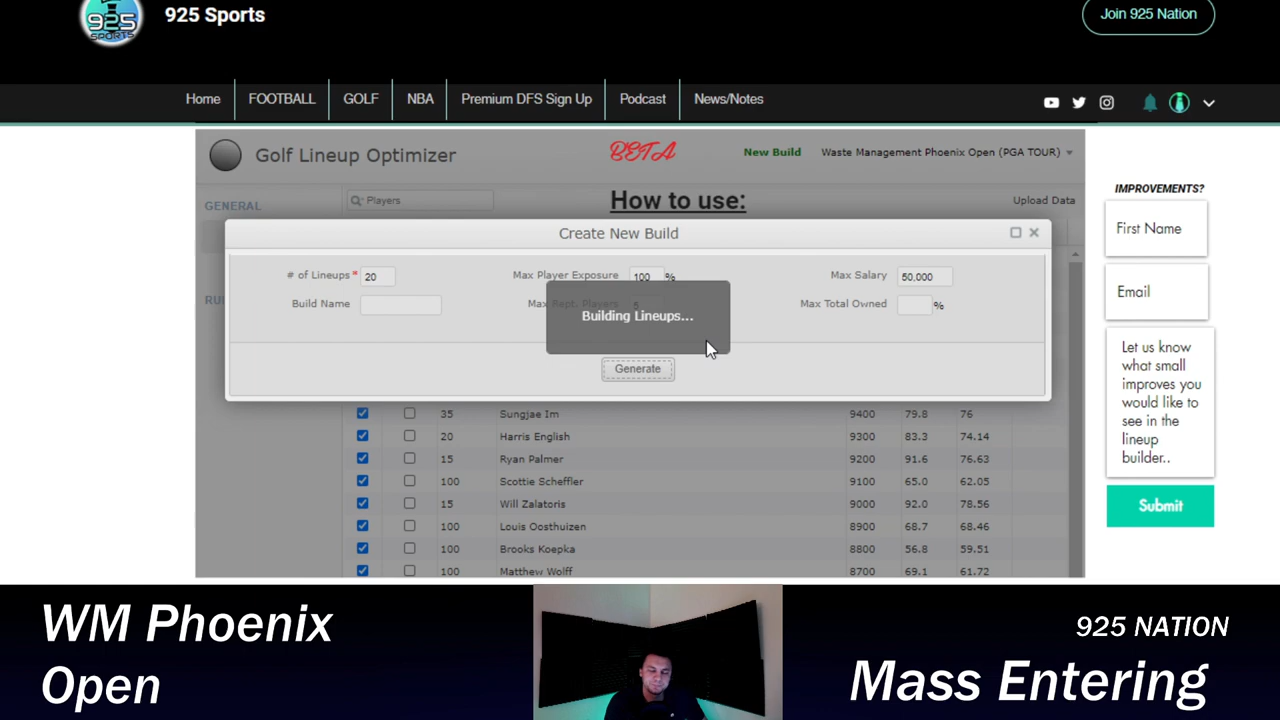 925 SPORTS
925 Sports
Join 925 Nation
Home
FOOTBALL
GOLF
NBA
Premium DFS Sign Up
Podcast
News/Notes
Golf Lineup Optimizer
BETA
New Build
Waste Management Phoenix Open (PGA TOUR)
GENERAL
Players
How to use:
Upload Data
Create New Build
# of Lineups* 20
Max Player Exposure 100 %
Max Salary 50,000
Build Name
Max Rept. Players 5
Max Total Owned %
Building Lineups...
Generate
RU
35 Sungjae Im 9400 79.8 76
20 Harris English 9300 83.3 74.14
15 Ryan Palmer 9200 91.6 76.63
100 Scottie Scheffler 9100 65.0 62.05
15 Will Zalatoris 9000 92.0 78.56
100 Louis Oosthuizen 8900 68.7 68.46
100 Brooks Koepka 8800 56.8 59.51
100 Matthew Wolff 8700 69.1 61.72
IMPROVEMENTS?
First Name
Email
Let us know
what small
improves you
would like to
see in the
lineup
builder..
Submit
WM Phoenix
Open
925 NATION
Mass Entering